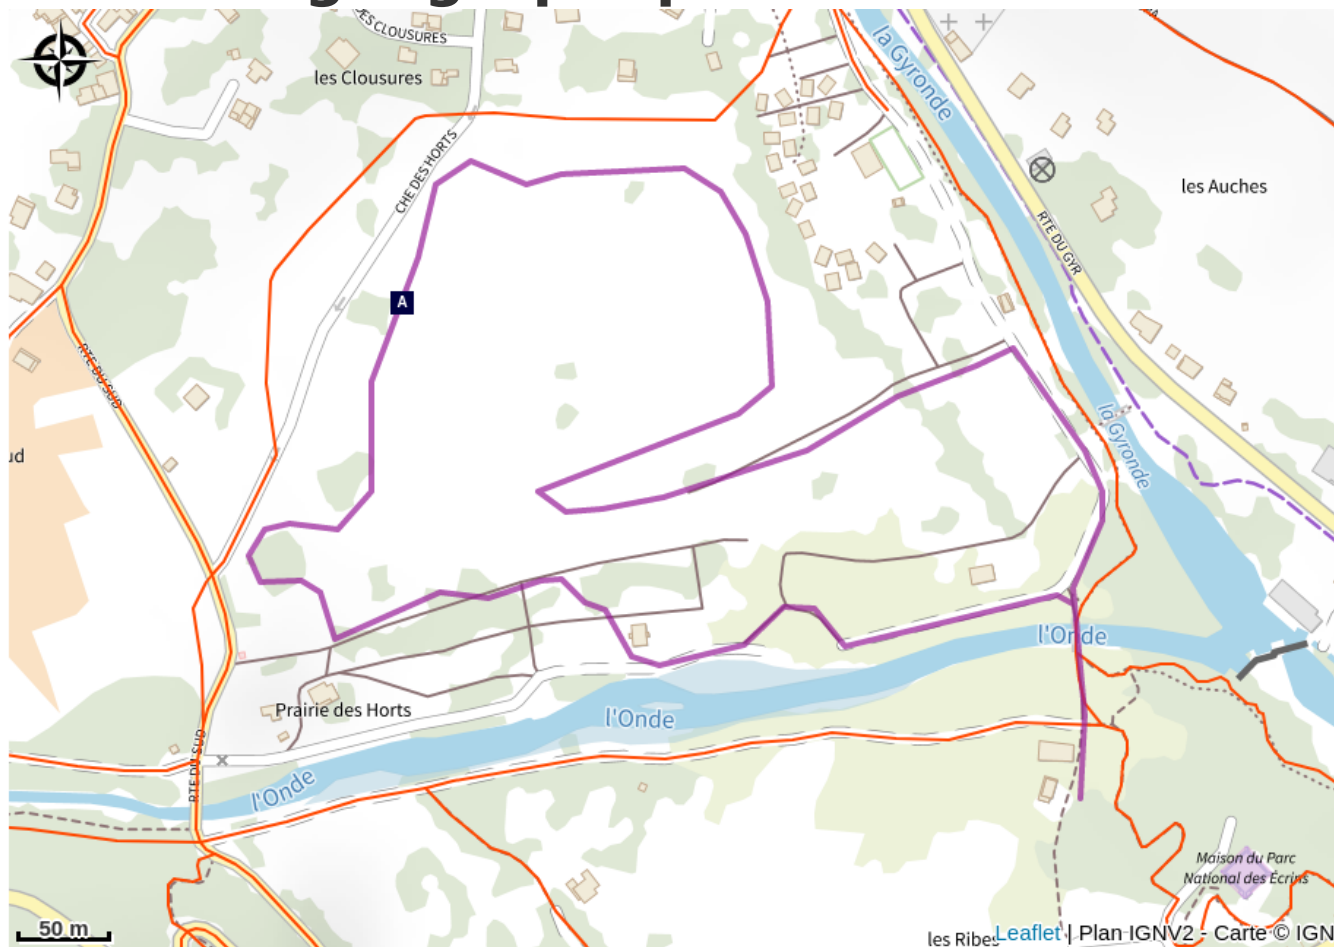 DES CLOUSURES
les Clousures
la Gyronde
CHE DES HORTS
les Auches
RTE DU GYR
A
RTE DU SUD
ud
la Gyronde
l'Onde
Prairie des Horts
l'Onde
RTE DU SUD
l'Onde
Maison du Parc
National des Écrins
50 m
les Ribes
Leaflet | Plan IGNV2 - Carte © IGN